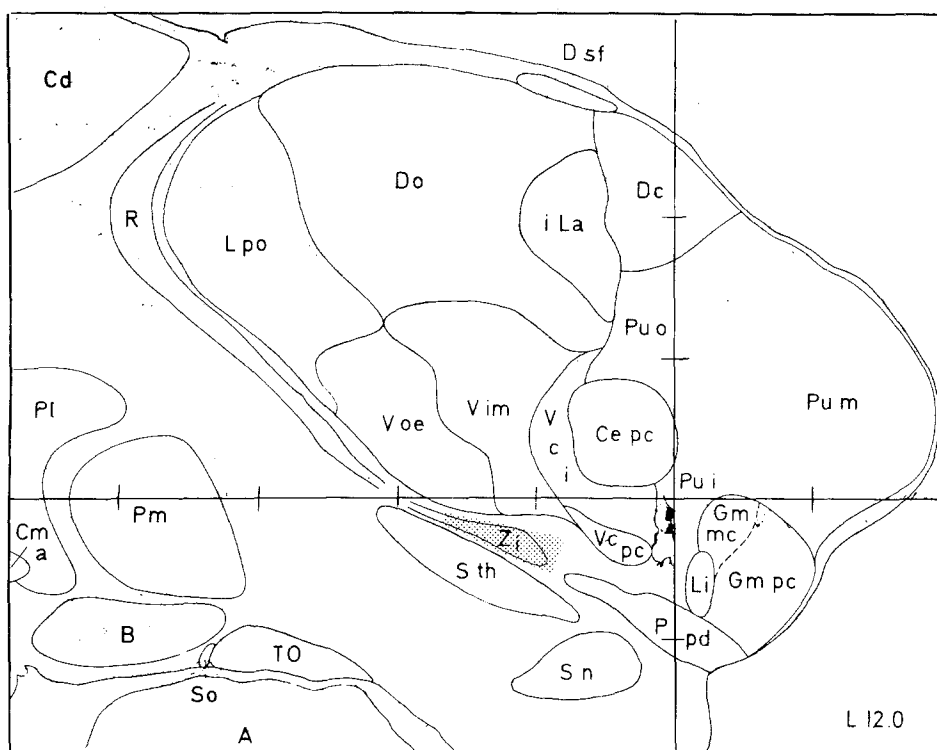 D sf
Cd
Do
Dc
R
i La
L po
Pu o
Pl
V im
V
c
i
Pu m
V oe
Ce pc
Pu i
Pm
Gm
mc
Cm
a
Z i
Vc
pc
S th
Li
Gm pc
B
P
pd
TO
S n
So
L 12.0
A